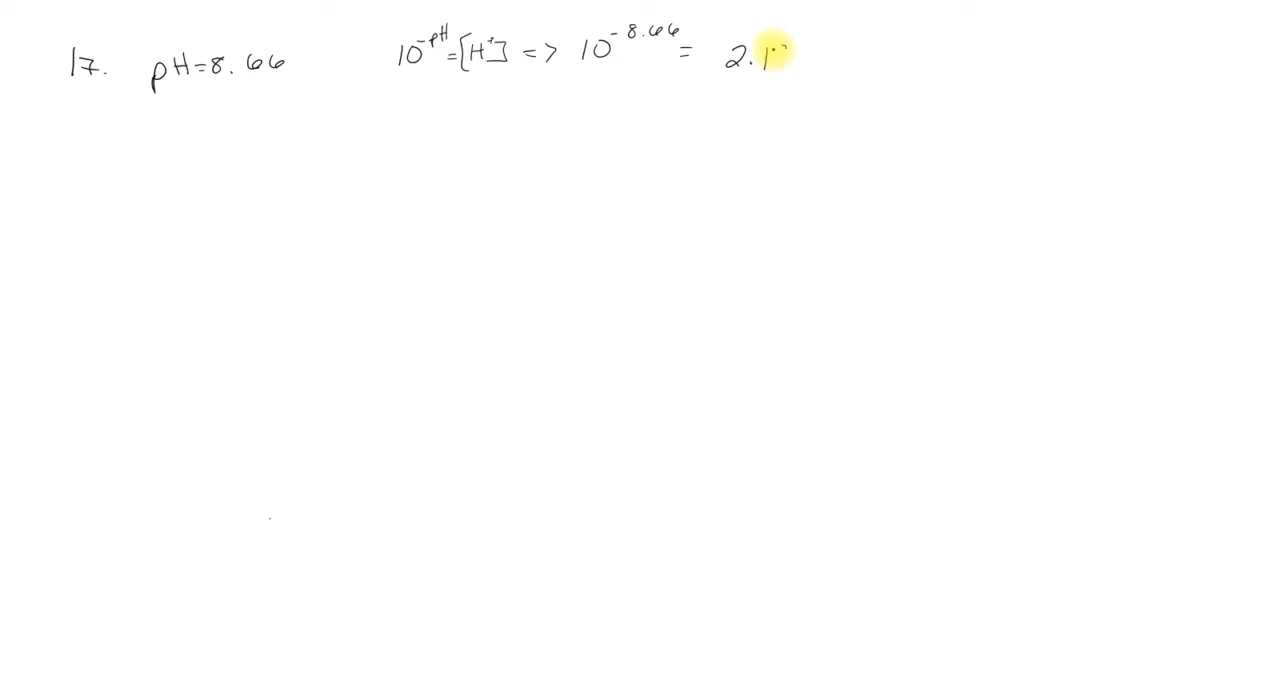 17. pH=8.66 10^-pH = [H⁺] => 10^-8.66 = 2.1